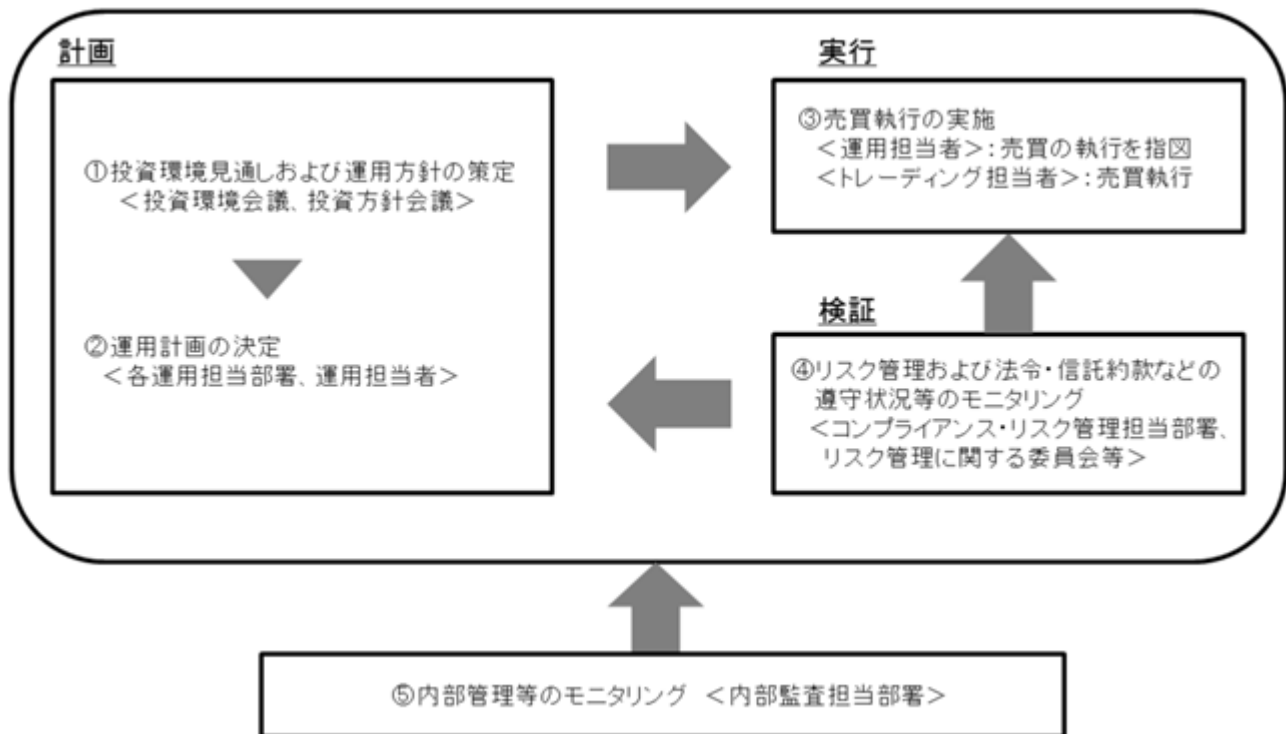 計画
①投資環境見通しおよび運用方針の策定
＜投資環境会議、投資方針会議＞
②運用計画の決定
＜各運用担当部署、運用担当者＞
実行
③売買執行の実施
＜運用担当者＞：売買の執行を指図
＜トレーディング担当者＞：売買執行
検証
④リスク管理および法令・信託約款などの
遵守状況等のモニタリング
＜コンプライアンス・リスク管理担当部署、
リスク管理に関する委員会等＞
⑤内部管理等のモニタリング ＜内部監査担当部署＞